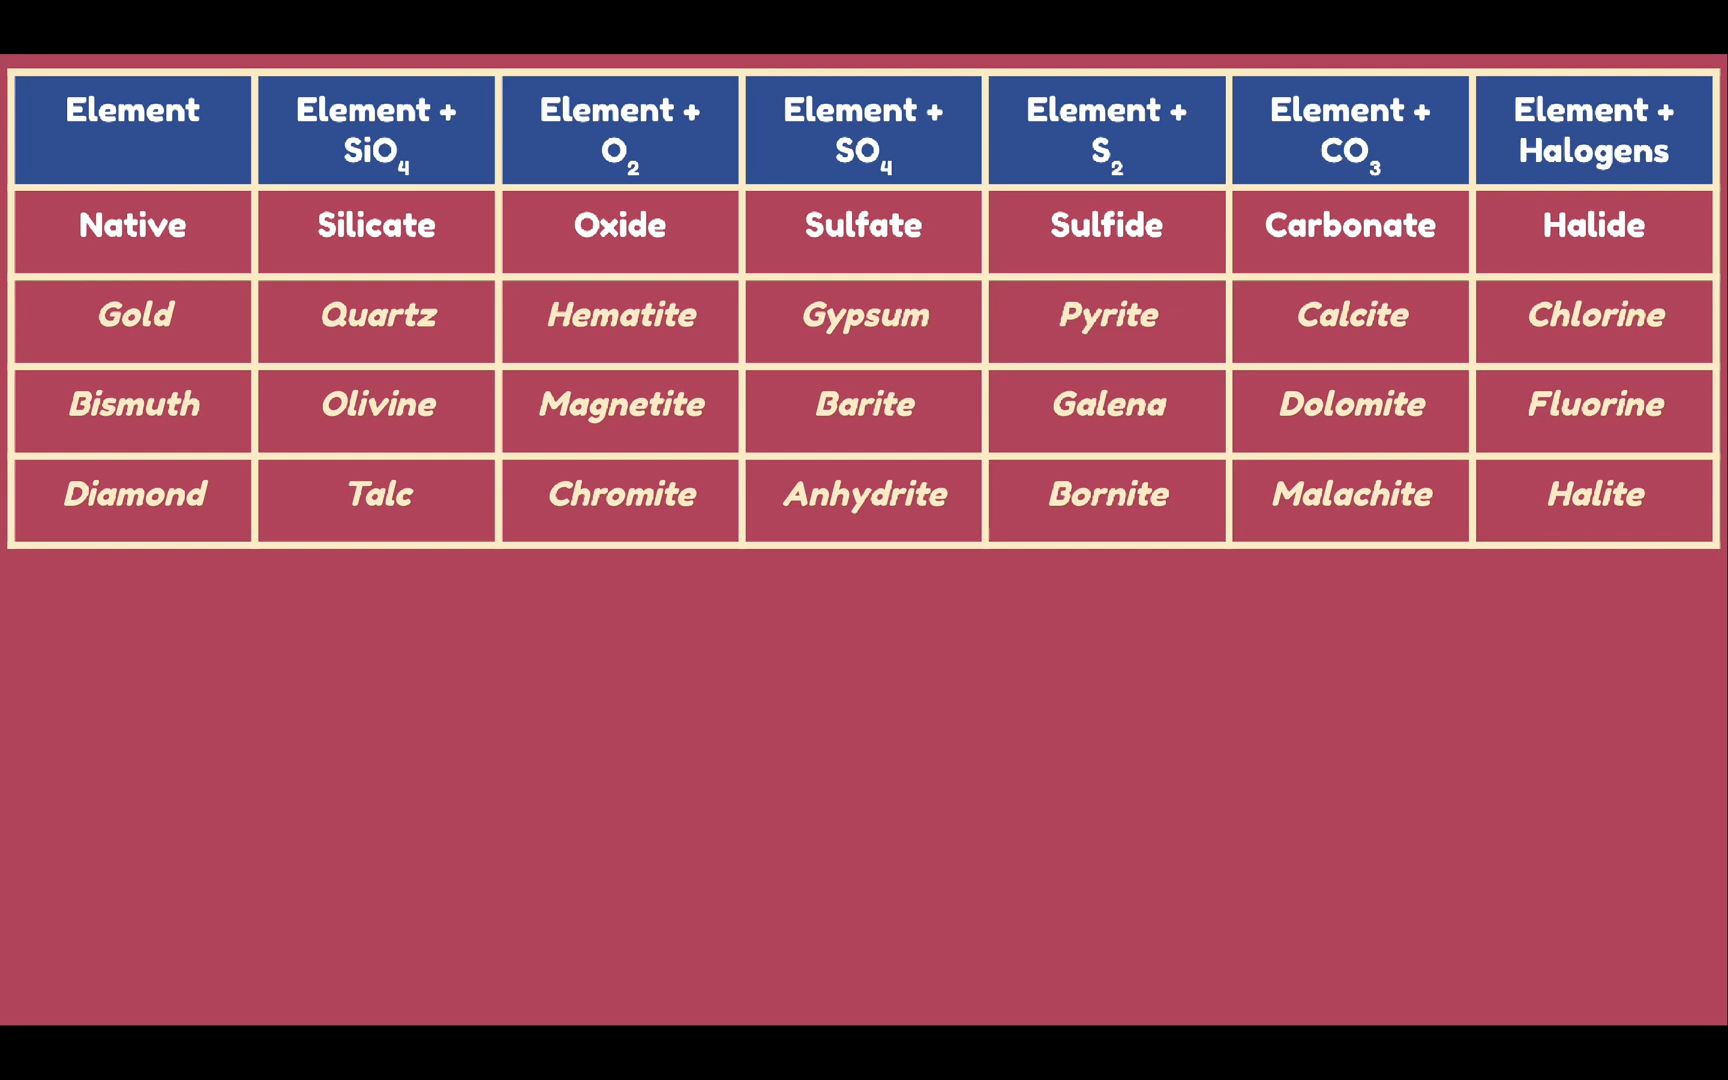 Element
Element +
SiO₄
Element +
O₂
Element +
SO₄
Element +
S₂
Element +
CO₃
Element +
Halogens
Native
Silicate
Oxide
Sulfate
Sulfide
Carbonate
Halide
Gold
Quartz
Hematite
Gypsum
Pyrite
Calcite
Chlorine
Bismuth
Olivine
Magnetite
Barite
Galena
Dolomite
Fluorine
Diamond
Talc
Chromite
Anhydrite
Bornite
Malachite
Halite